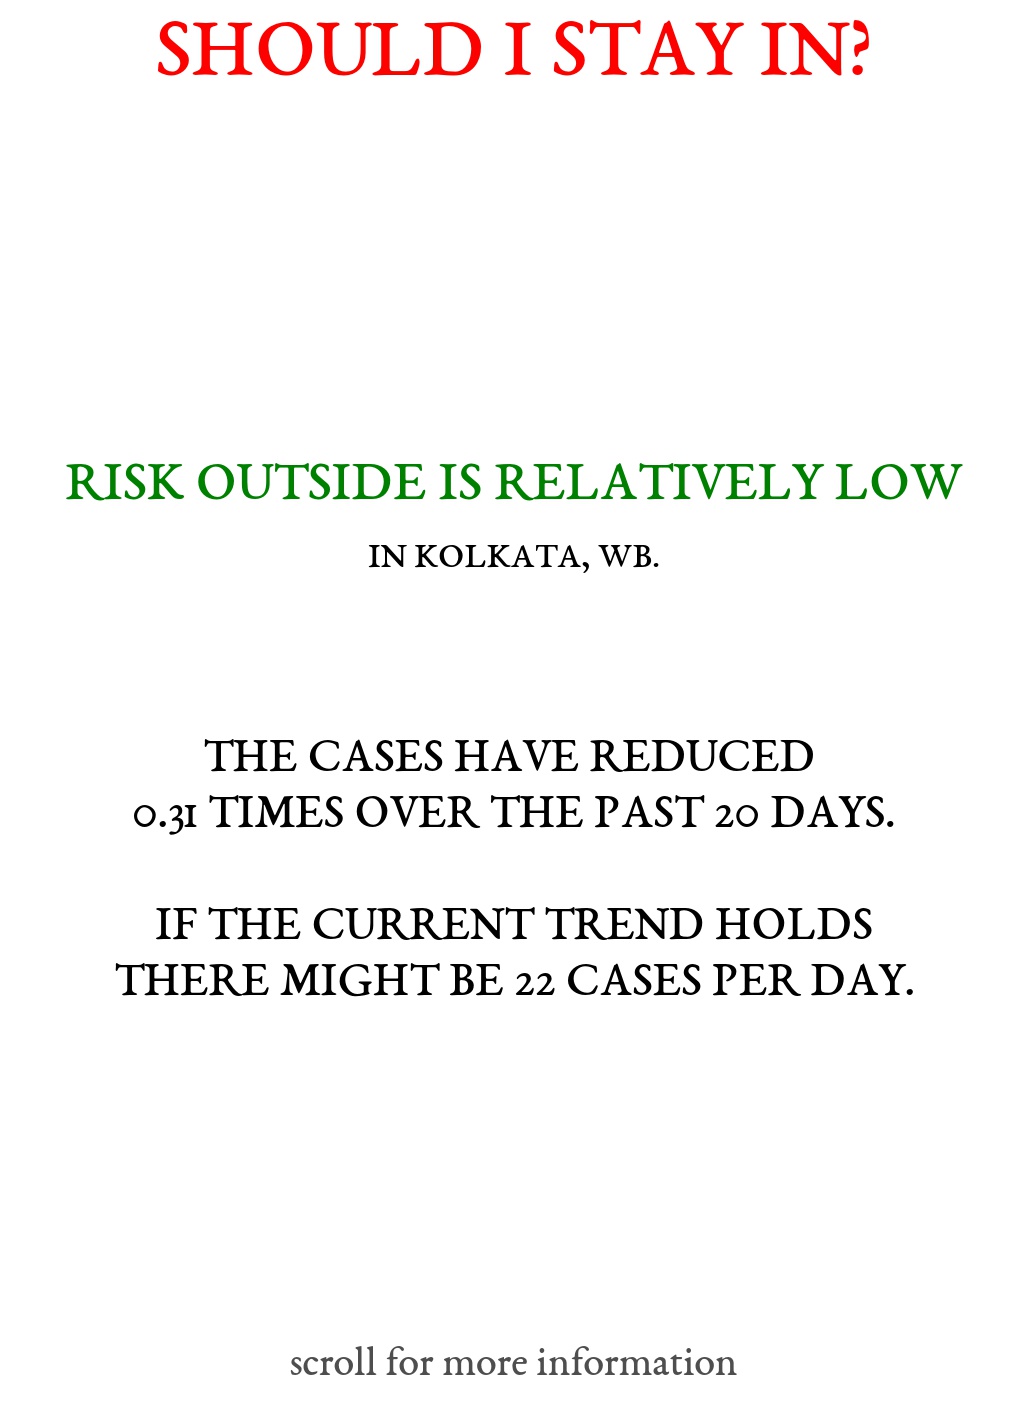 SHOULD I STAY IN?
RISK OUTSIDE IS RELATIVELY LOW
IN KOLKATA, WB.
THE CASES HAVE REDUCED
0.31 TIMES OVER THE PAST 20 DAYS.
IF THE CURRENT TREND HOLDS
THERE MIGHT BE 22 CASES PER DAY.
scroll for more information